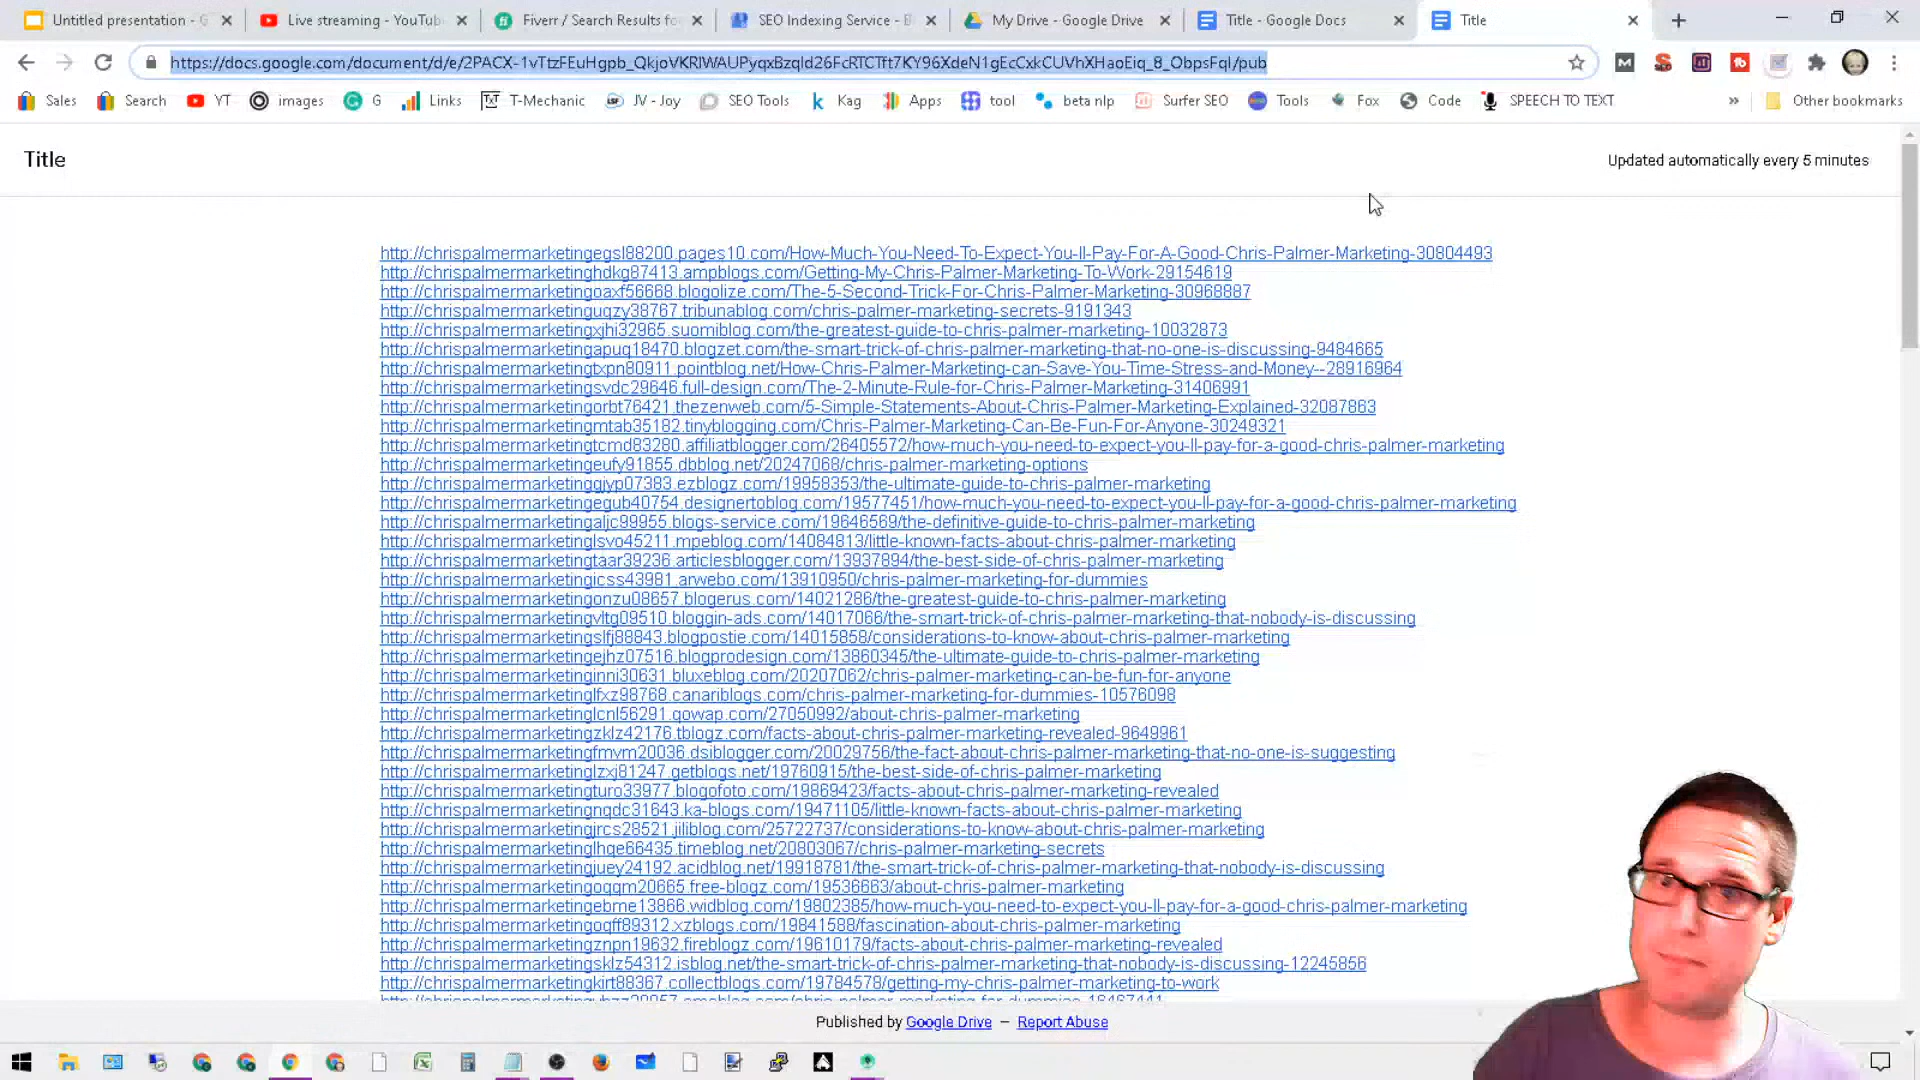 Untitled presentation - G
Live streaming - YouTub
Fiverr / Search Results fo
SEO Indexing Service - B
My Drive - Google Drive
Title - Google Docs
Title
https://docs.google.com/document/d/e/2PACX-1vTtzFEuHgpb_QkjoVKRlWAUPyqxBzqld26FcRTCTft7KY96XdeN1gEcCxkCUVhXHaoEiq_8_ObpsFqI/pub
Sales Search YT images G Links T-Mechanic JV - Joy SEO Tools Kag Apps tool beta nlp Surfer SEO Tools Fox Code SPEECH TO TEXT » Other bookmarks
Title
Updated automatically every 5 minutes
http://chrispalmermarketingegsl88200.pages10.com/How-Much-You-Need-To-Expect-You-ll-Pay-For-A-Good-Chris-Palmer-Marketing-30804493
http://chrispalmermarketinghdkg87413.ampblogs.com/Getting-My-Chris-Palmer-Marketing-To-Work-29154619
http://chrispalmermarketingoaxf56668.blogolize.com/The-5-Second-Trick-For-Chris-Palmer-Marketing-30968887
http://chrispalmermarketinguqzy38767.tribunablog.com/chris-palmer-marketing-secrets-9191343
http://chrispalmermarketingxjhi32965.suomiblog.com/the-greatest-guide-to-chris-palmer-marketing-10032873
http://chrispalmermarketingapuq18470.blogzet.com/the-smart-trick-of-chris-palmer-marketing-that-no-one-is-discussing-9484665
http://chrispalmermarketingtxpn80911.pointblog.net/How-Chris-Palmer-Marketing-can-Save-You-Time-Stress-and-Money--28916964
http://chrispalmermarketingsvdc29646.full-design.com/The-2-Minute-Rule-for-Chris-Palmer-Marketing-31406991
http://chrispalmermarketingorbt76421.thezenweb.com/5-Simple-Statements-About-Chris-Palmer-Marketing-Explained-32087863
http://chrispalmermarketingmtab35182.tinyblogging.com/Chris-Palmer-Marketing-Can-Be-Fun-For-Anyone-30249321
http://chrispalmermarketingtcmd83280.affiliatblogger.com/26405572/how-much-you-need-to-expect-you-ll-pay-for-a-good-chris-palmer-marketing
http://chrispalmermarketingeufy91855.dbblog.net/20247068/chris-palmer-marketing-options
http://chrispalmermarketinggjyp07383.ezblogz.com/19958353/the-ultimate-guide-to-chris-palmer-marketing
http://chrispalmermarketingegub40754.designertoblog.com/19577451/how-much-you-need-to-expect-you-ll-pay-for-a-good-chris-palmer-marketing
http://chrispalmermarketingaljc99955.blogs-service.com/19646569/the-definitive-guide-to-chris-palmer-marketing
http://chrispalmermarketinglsvo45211.mpeblog.com/14084813/little-known-facts-about-chris-palmer-marketing
http://chrispalmermarketingtaar39236.articlesblogger.com/13937894/the-best-side-of-chris-palmer-marketing
http://chrispalmermarketingicss43981.arwebo.com/13910950/chris-palmer-marketing-for-dummies
http://chrispalmermarketingonzu08657.blogerus.com/14021286/the-greatest-guide-to-chris-palmer-marketing
http://chrispalmermarketingvltg09510.bloggin-ads.com/14017066/the-smart-trick-of-chris-palmer-marketing-that-nobody-is-discussing
http://chrispalmermarketingslfj88843.blogpostie.com/14015858/considerations-to-know-about-chris-palmer-marketing
http://chrispalmermarketingejhz07516.blogprodesign.com/13860345/the-ultimate-guide-to-chris-palmer-marketing
http://chrispalmermarketinginni30631.bluxeblog.com/20207062/chris-palmer-marketing-can-be-fun-for-anyone
http://chrispalmermarketinglfxz98768.canariblogs.com/chris-palmer-marketing-for-dummies-10576098
http://chrispalmermarketinglcnl56291.qowap.com/27050992/about-chris-palmer-marketing
http://chrispalmermarketingzklz42176.tblogz.com/facts-about-chris-palmer-marketing-revealed-9649961
http://chrispalmermarketingfmvm20036.dsiblogger.com/20029756/the-fact-about-chris-palmer-marketing-that-no-one-is-suggesting
http://chrispalmermarketinglzxj81247.getblogs.net/19760915/the-best-side-of-chris-palmer-marketing
http://chrispalmermarketingturo33977.blogofoto.com/19869423/facts-about-chris-palmer-marketing-revealed
http://chrispalmermarketingnqdc31643.ka-blogs.com/19471105/little-known-facts-about-chris-palmer-marketing
http://chrispalmermarketingjrcs28521.jiliblog.com/25722737/considerations-to-know-about-chris-palmer-marketing
http://chrispalmermarketinglhqe66435.timeblog.net/20803067/chris-palmer-marketing-secrets
http://chrispalmermarketingjuey24192.acidblog.net/19918781/the-smart-trick-of-chris-palmer-marketing-that-nobody-is-discussing
http://chrispalmermarketingoqqm20665.free-blogz.com/19536663/about-chris-palmer-marketing
http://chrispalmermarketingebme13866.widblog.com/19802385/how-much-you-need-to-expect-you-ll-pay-for-a-good-chris-palmer-marketing
http://chrispalmermarketingoqff89312.xzblogs.com/19841588/fascination-about-chris-palmer-marketing
http://chrispalmermarketingznpn19632.fireblogz.com/19610179/facts-about-chris-palmer-marketing-revealed
http://chrispalmermarketingsklz54312.isblog.net/the-smart-trick-of-chris-palmer-marketing-that-nobody-is-discussing-12245856
http://chrispalmermarketingkirt88367.collectblogs.com/19784578/getting-my-chris-palmer-marketing-to-work
Published by Google Drive – Report Abuse